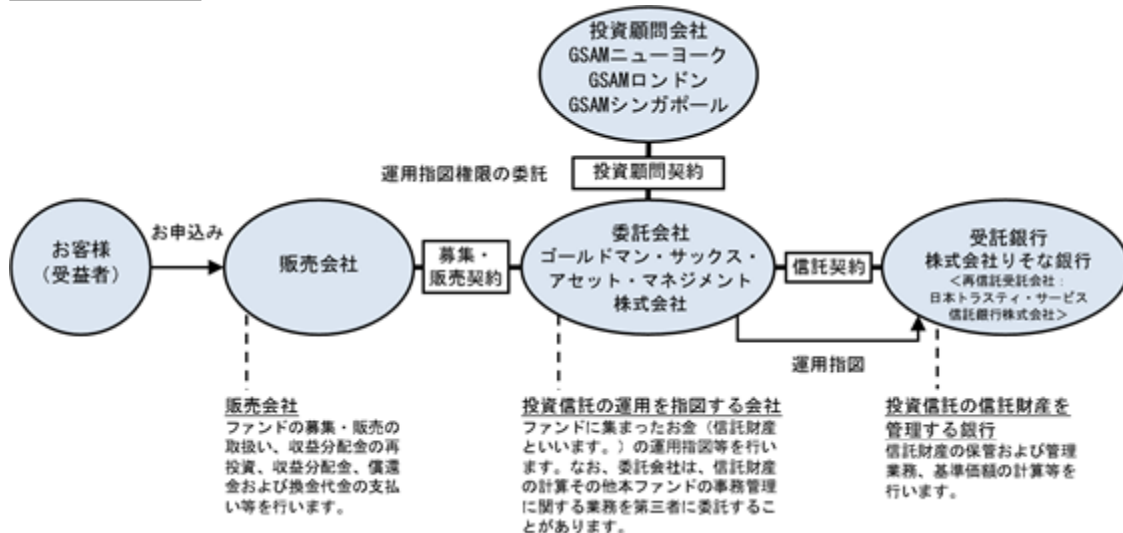 投資顧問会社
GSAMニューヨーク
GSAMロンドン
GSAMシンガポール
運用指図権限の委託
投資顧問契約
お客様
（受益者）
お申込み
販売会社
募集・
販売契約
委託会社
ゴールドマン・サックス・
アセット・マネジメント
株式会社
信託契約
受託銀行
株式会社りそな銀行
＜再信託受託会社：
日本トラスティ・サービス
信託銀行株式会社＞
運用指図
販売会社
ファンドの募集・販売の
取扱い、収益分配金の再
投資、収益分配金、償還
金および換金代金の支払
い等を行います。
投資信託の運用を指図する会社
ファンドに集まったお金（信託財産
といいます。）の運用指図等を行い
ます。なお、委託会社は、信託財産
の計算その他本ファンドの事務管理
に関する業務を第三者に委託するこ
とがあります。
投資信託の信託財産を
管理する銀行
信託財産の保管および管理
業務、基準価額の計算等を
行います。